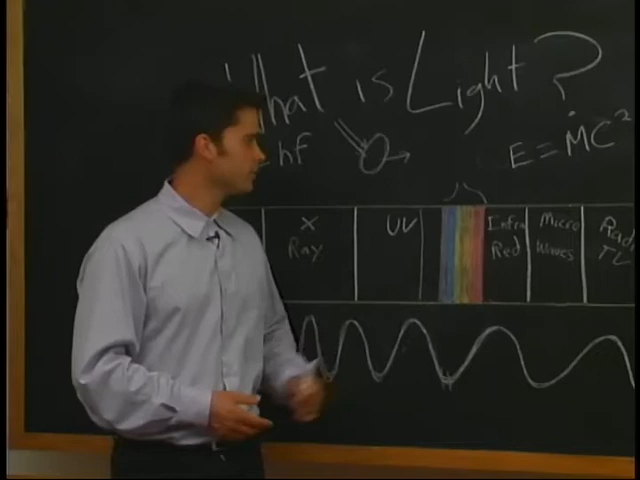 What is Light?
hf
E = MC²
X Ray
UV
Infra Red
Micro Waves
Rad
TV